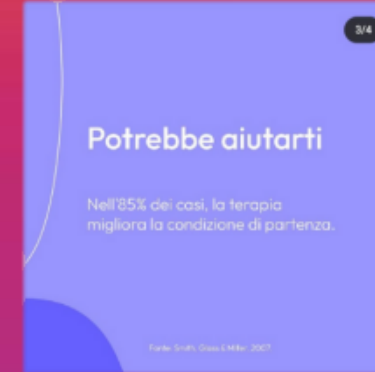 3/4
Potrebbe aiutarti
Nell'85% dei casi, la terapia
migliora la condizione di partenza.
Fonte: Smith, Glass & Miller, 2007